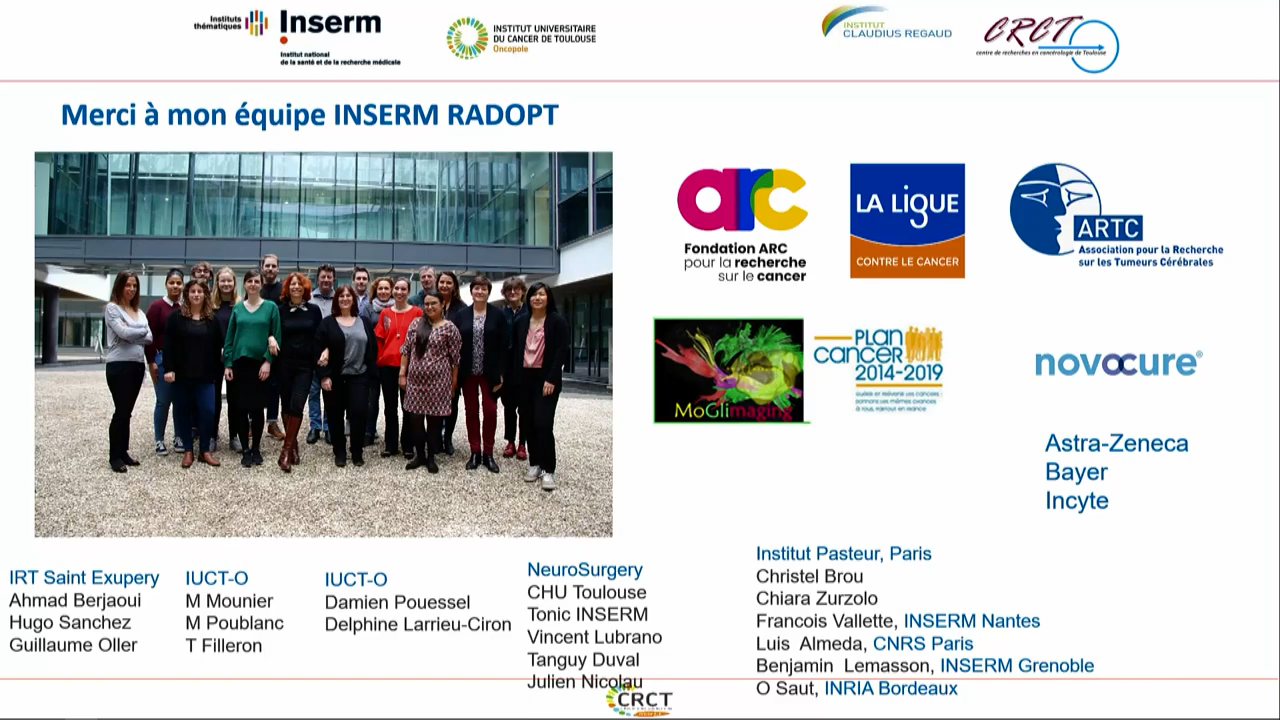 Instituts
thématiques
Inserm
Institut national
de la santé et de la recherche médicale
INSTITUT UNIVERSITAIRE
DU CANCER DE TOULOUSE
Oncopole
INSTITUT
CLAUDIUS REGAUD
CRCT
centre de recherches en cancérologie de Toulouse
Merci à mon équipe INSERM RADOPT
arc
Fondation ARC
pour la recherche
sur le cancer
LA LiGUE
CONTRE LE CANCER
ARTC
Association pour la Recherche
sur les Tumeurs Cérébrales
MoGlimaging
PLAN
cancer
2014-2019
novocure®
Astra-Zeneca
Bayer
Incyte
IRT Saint Exupery
Ahmad Berjaoui
Hugo Sanchez
Guillaume Oller
IUCT-O
M Mounier
M Poublanc
T Filleron
IUCT-O
Damien Pouessel
Delphine Larrieu-Ciron
NeuroSurgery
CHU Toulouse
Tonic INSERM
Vincent Lubrano
Tanguy Duval
Julien Nicolau
Institut Pasteur, Paris
Christel Brou
Chiara Zurzolo
Francois Vallette, INSERM Nantes
Luis Almeda, CNRS Paris
Benjamin Lemasson, INSERM Grenoble
O Saut, INRIA Bordeaux
CRCT